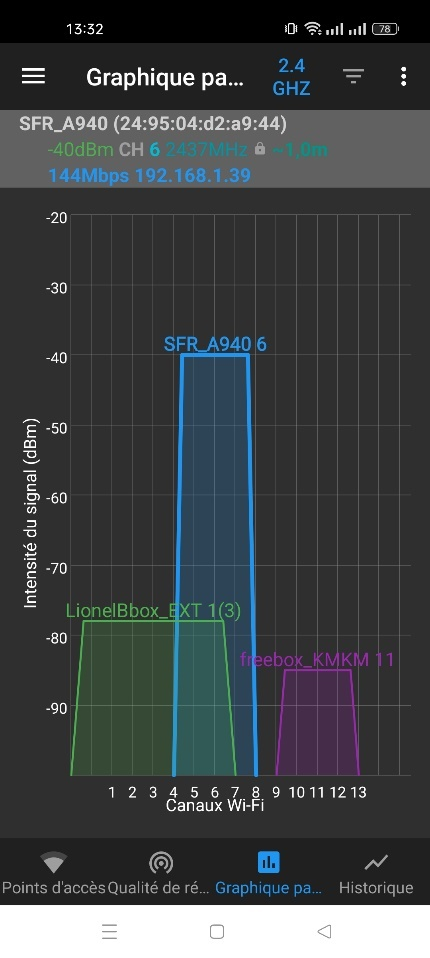 13:32
78
Graphique pa...
2.4
GHZ
SFR_A940 (24:95:04:d2:a9:44)
-40dBm CH 6 2437MHz ~1,0m
144Mbps 192.168.1.39
-20
-30
SFR_A940 6
-40
-50
-60
-70
LionelBbox_EXT 1(3)
-80
freebox_KMKM 11
-90
Intensité du signal (dBm)
1 2 3 4 5 6 7 8 9 10 11 12 13
Canaux Wi-Fi
Points d'accès Qualité de ré... Graphique pa... Historique